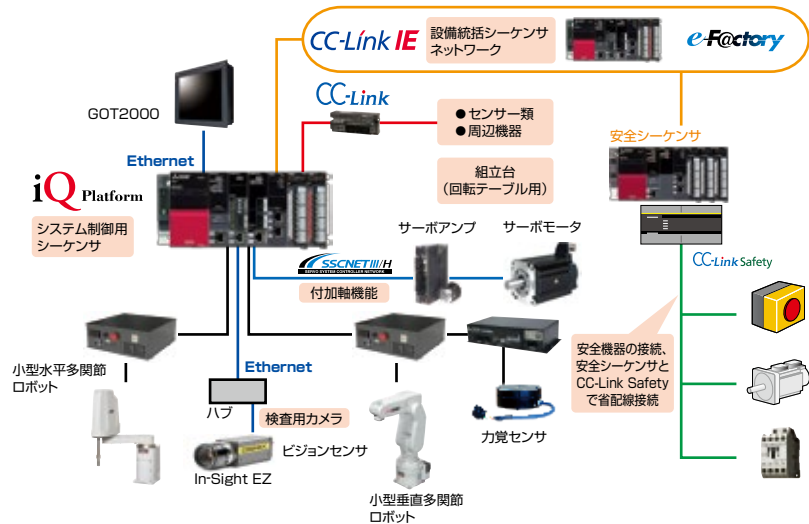 CC-Link IE
設備統括シーケンサ
ネットワーク
e-F@ctory
GOT2000
CC-Link
●センサー類
●周辺機器
安全シーケンサ
Ethernet
組立台
（回転テーブル用）
iQ Platform
システム制御用
シーケンサ
サーボアンプ
サーボモータ
SSCNETⅢ/H
SERVO SYSTEM CONTROLLER NETWORK
付加軸機能
CC-Link Safety
小型水平多関節
ロボット
Ethernet
安全機器の接続、
安全シーケンサと
CC-Link Safety
で省配線接続
ハブ
検査用カメラ
力覚センサ
ビジョンセンサ
In-Sight EZ
小型垂直多関節
ロボット